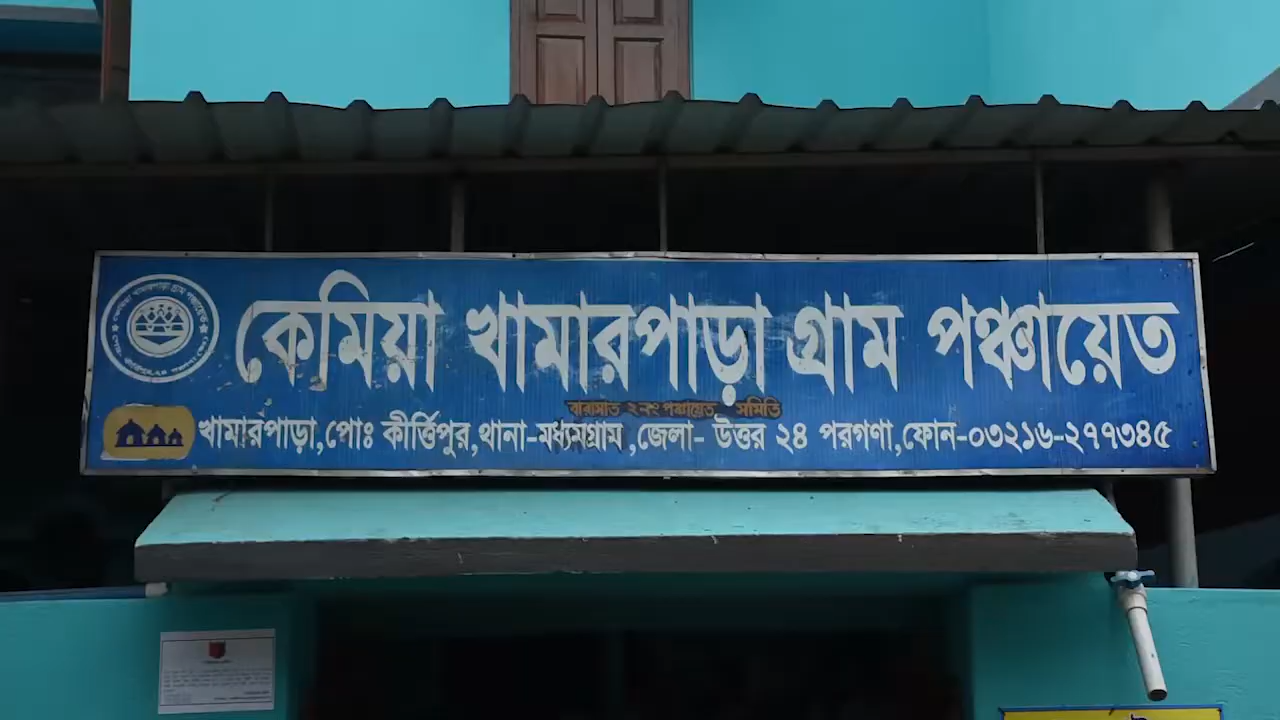 কেমিয়া খামারপাড়া গ্রাম পঞ্চায়েত
বারাসাত ২নং পঞ্চায়েত সমিতি
খামারপাড়া,পোঃ কীর্ত্তিপুর,থানা-মধ্যমগ্রাম ,জেলা- উত্তর ২৪ পরগণা,ফোন-০৩২১৬-২৭৭৩৪৫